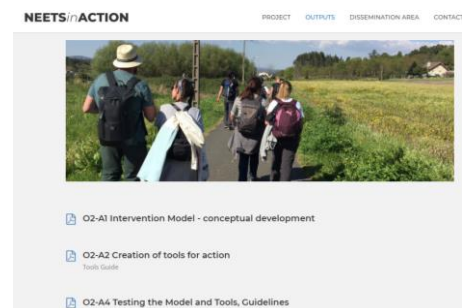 NEETSinACTION
PROJECT OUTPUTS DISSEMINATION AREA CONTACT
O2-A1 Intervention Model - conceptual development
O2-A2 Creation of tools for action
Tools Guide
O2-A4 Testing the Model and Tools, Guidelines